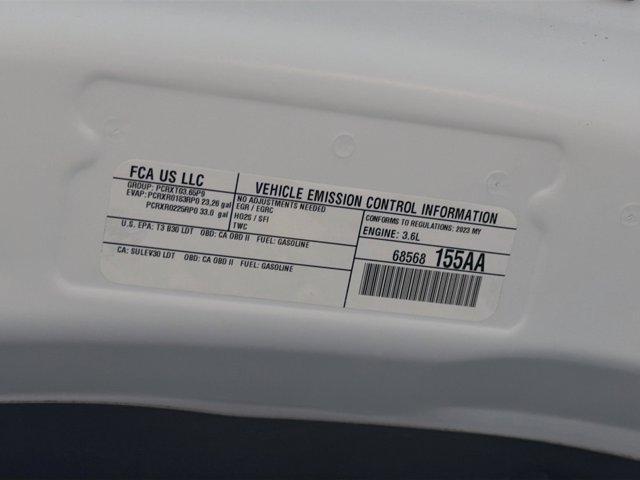 FCA US LLC
GROUP: PCRXT03.65P9
EVAP: PCRXR0183RP0 23.26 gal
PCRXR0225RP0 33.0 gal
VEHICLE EMISSION CONTROL INFORMATION
NO ADJUSTMENTS NEEDED
EGR / EGRC
HO2S / SFI
TWC
CONFORMS TO REGULATIONS: 2023 MY
ENGINE: 3.6L
U.S. EPA: T3 B30 LDT OBD: CA OBD II FUEL: GASOLINE
CA: SULEV30 LDT OBD: CA OBD II FUEL: GASOLINE
68568 155AA